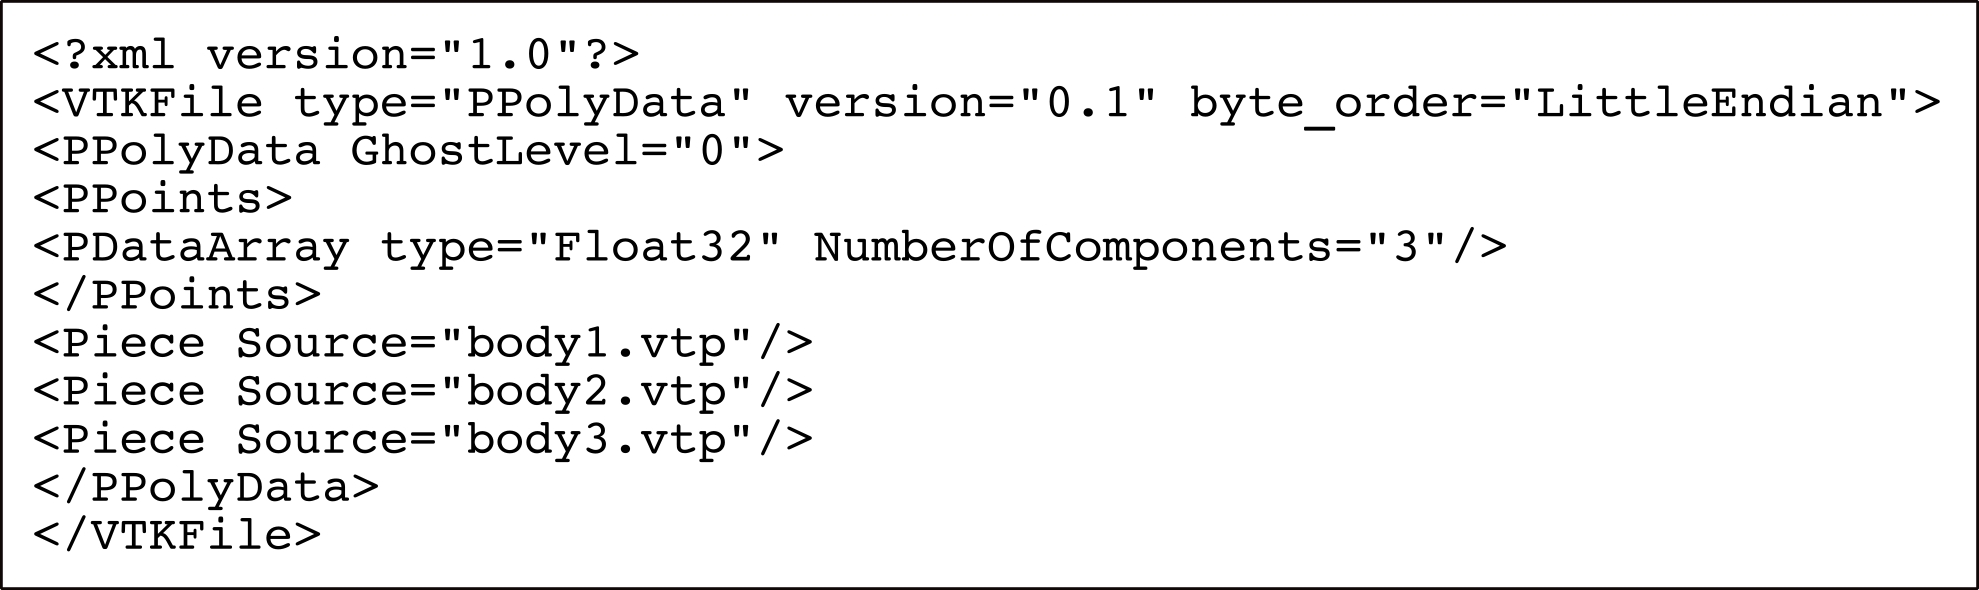 <?xml version="1.0"?>
<VTKFile type="PPolyData" version="0.1" byte_order="LittleEndian">
<PPolyData GhostLevel="0">
<PPoints>
<PDataArray type="Float32" NumberOfComponents="3"/>
</PPoints>
<Piece Source="body1.vtp"/>
<Piece Source="body2.vtp"/>
<Piece Source="body3.vtp"/>
</PPolyData>
</VTKFile>